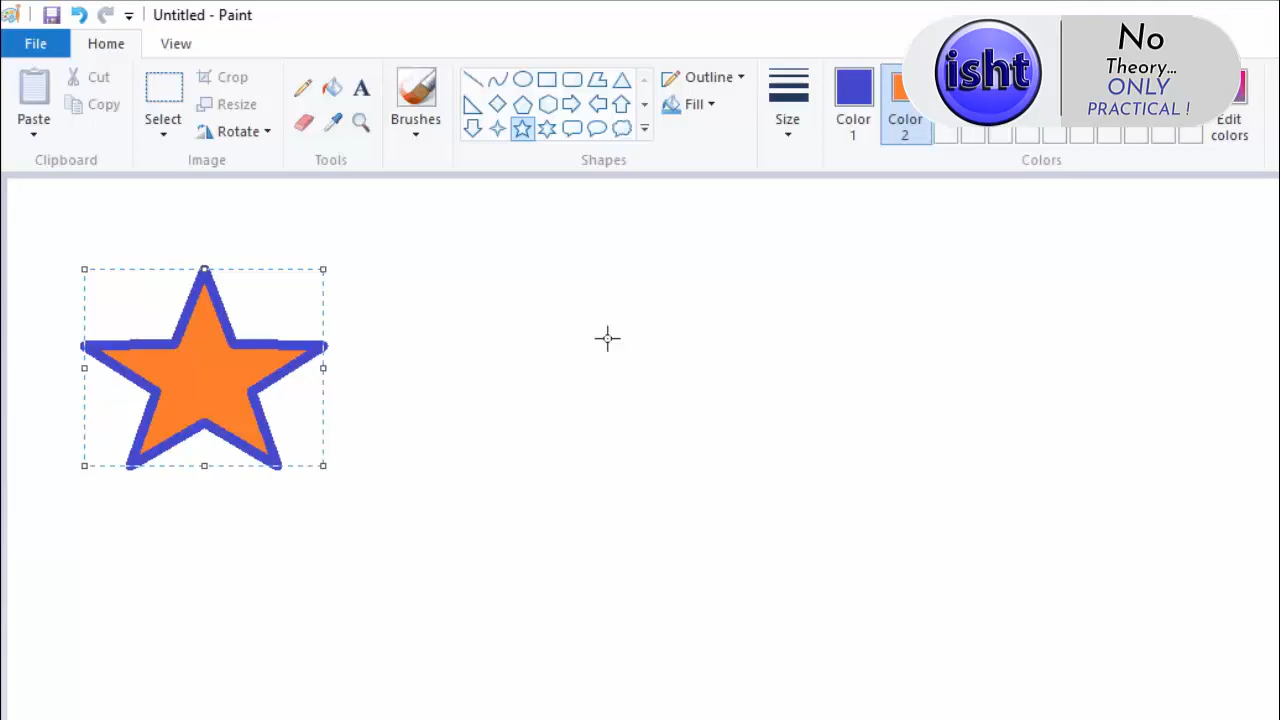 Untitled - Paint
File
Home
View
Paste
Cut
Copy
Clipboard
Select
Crop
Resize
Rotate
Image
A
Tools
Brushes
Shapes
Outline
Fill
Size
Color
1
Color
2
Edit
colors
Colors
isht
No
Theory...
ONLY
PRACTICAL !